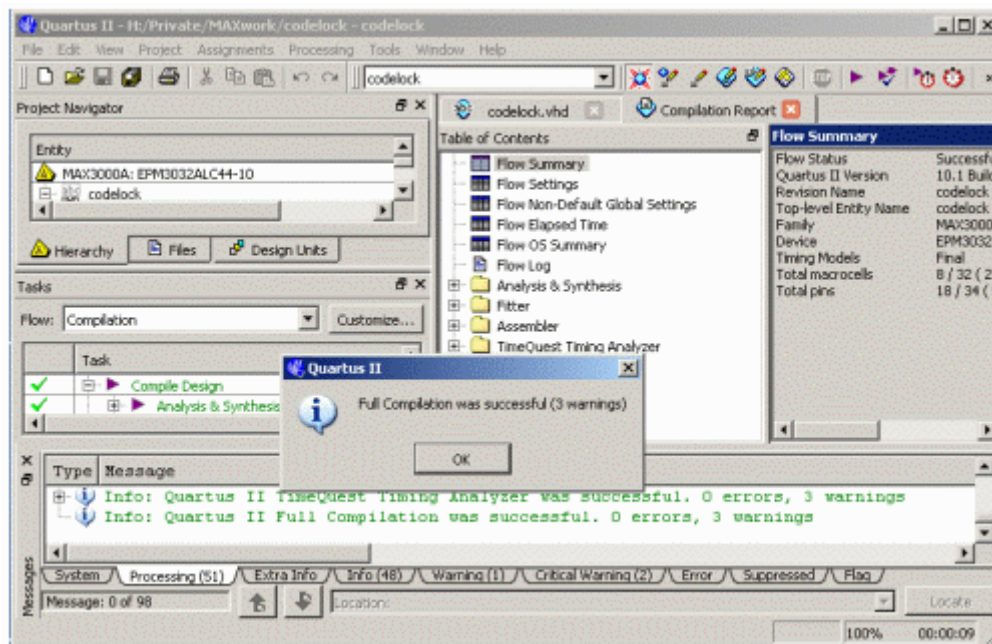 Quartus II - H:/Private/MAXwork/codelock - codelock
File Edit View Project Assignments Processing Tools Window Help
codelock
Project Navigator
Entity
MAX3000A: EPM3032ALC44-10
codelock
Hierarchy Files Design Units
Tasks
Flow: Compilation Customize...
Task
Compile Design
Analysis & Synthesis
codelock.vhd Compilation Report
Table of Contents
Flow Summary
Flow Settings
Flow Non-Default Global Settings
Flow Elapsed Time
Flow OS Summary
Flow Log
Analysis & Synthesis
Fitter
Assembler
TimeQuest Timing Analyzer
Flow Summary
Flow Status Successfu
Quartus II Version 10.1 Build
Revision Name codelock
Top-level Entity Name codelock
Family MAX3000
Device EPM3032
Timing Models Final
Total macrocells 8 / 32 ( 2
Total pins 18 / 34 (
Quartus II
Full Compilation was successful (3 warnings)
OK
Type Message
Info: Quartus II TimeQuest Timing Analyzer was successful. 0 errors, 3 warnings
Info: Quartus II Full Compilation was successful. 0 errors, 3 warnings
System Processing (51) Extra Info Info (48) Warning (1) Critical Warning (2) Error Suppressed Flag
Messages
Message: 0 of 98 Location: Locate
100% 00:00:09